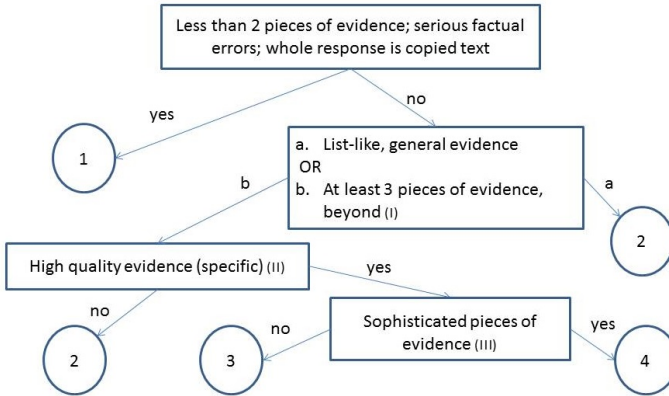 Less than 2 pieces of evidence; serious factual
errors; whole response is copied text
yes
no
1
a. List-like, general evidence
OR
b. At least 3 pieces of evidence,
beyond (I)
b
a
2
High quality evidence (specific) (II)
yes
no
Sophisticated pieces of
evidence (III)
no
yes
2
3
4